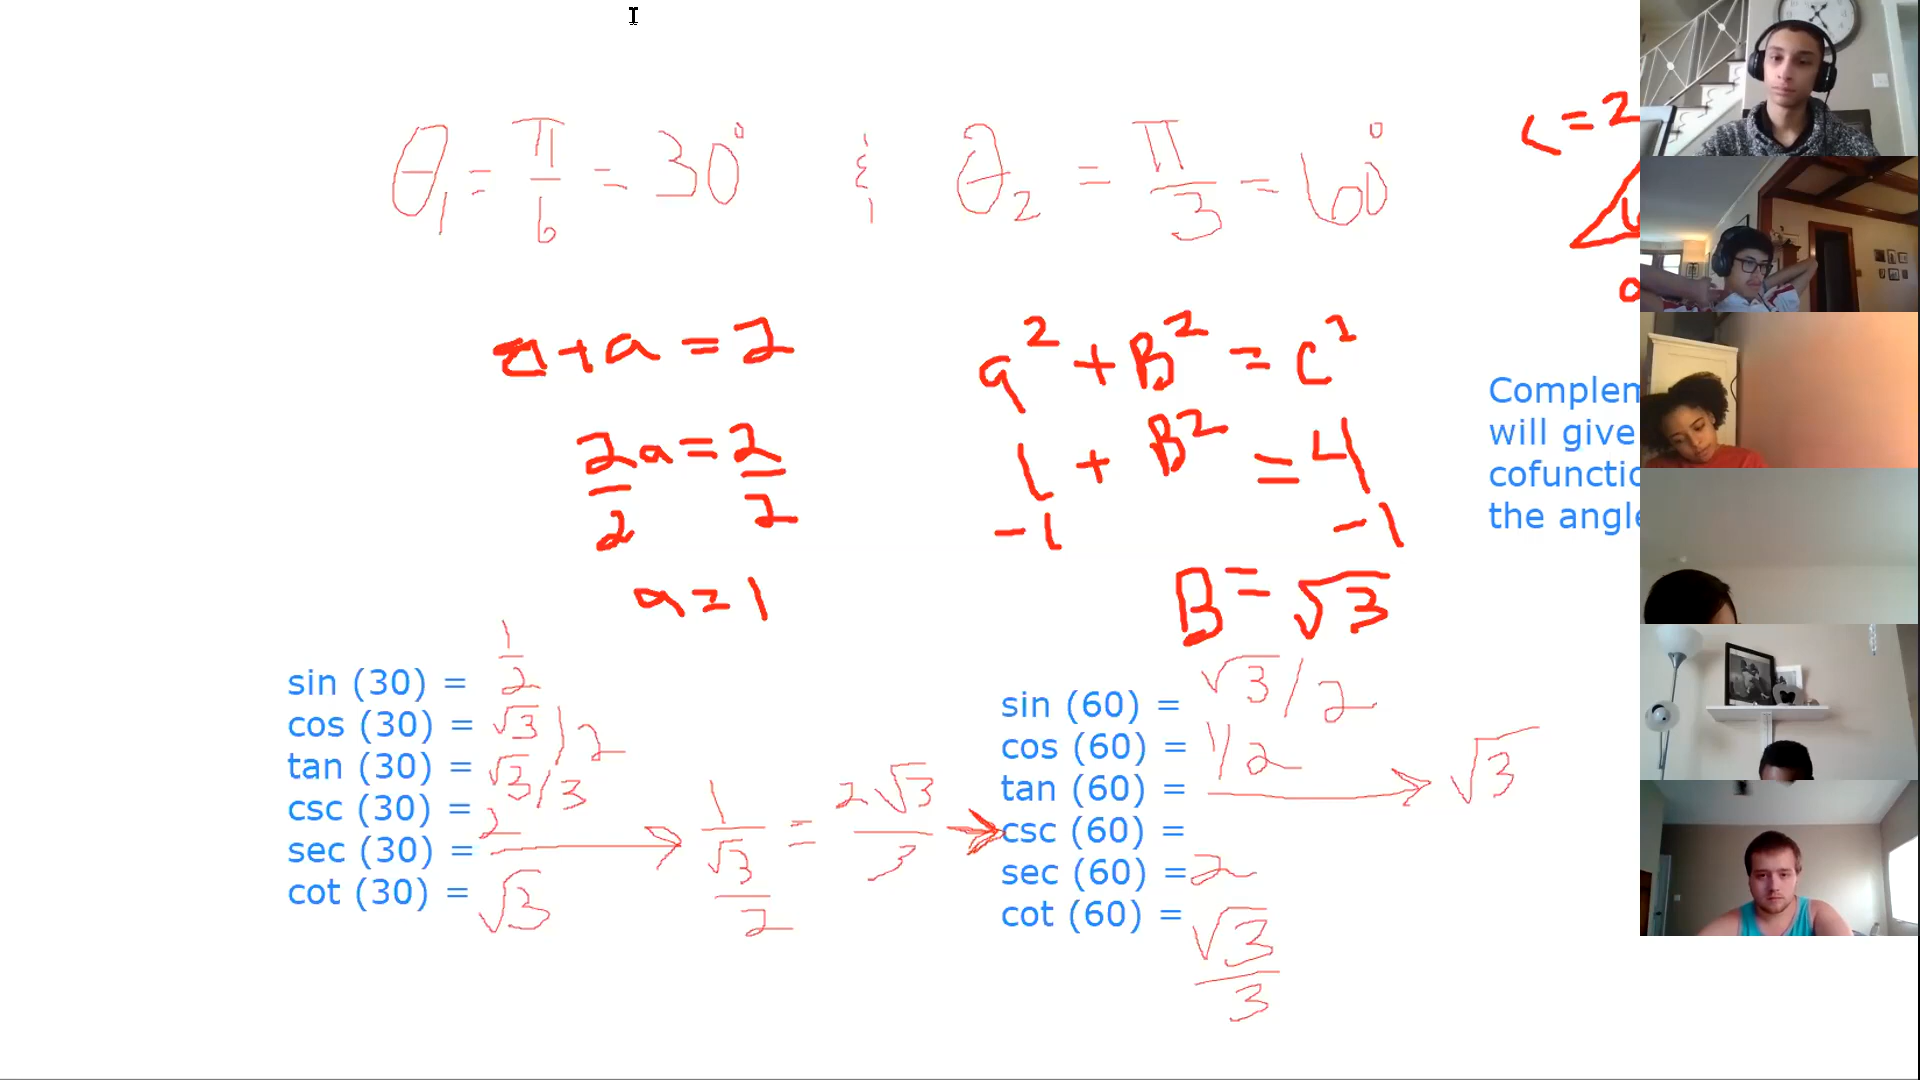 θ₁ = π/6 = 30° & θ₂ = π/3 = 60°
c = 2
a + a = 2
2a/2 = 2/2
a = 1
a² + B² = c²
1 + B² = 4
-1 -1
B = √3
Complem
will give
cofunctio
the angle
sin (30) = 1/2
cos (30) = √3/2
tan (30) = √3/3
csc (30) = 2
sec (30) = → 1/(√3/2) = 2√3/3 →
cot (30) = √3
sin (60) = √3/2
cos (60) = 1/2
tan (60) = → √3
csc (60) =
sec (60) = 2
cot (60) = √3/3